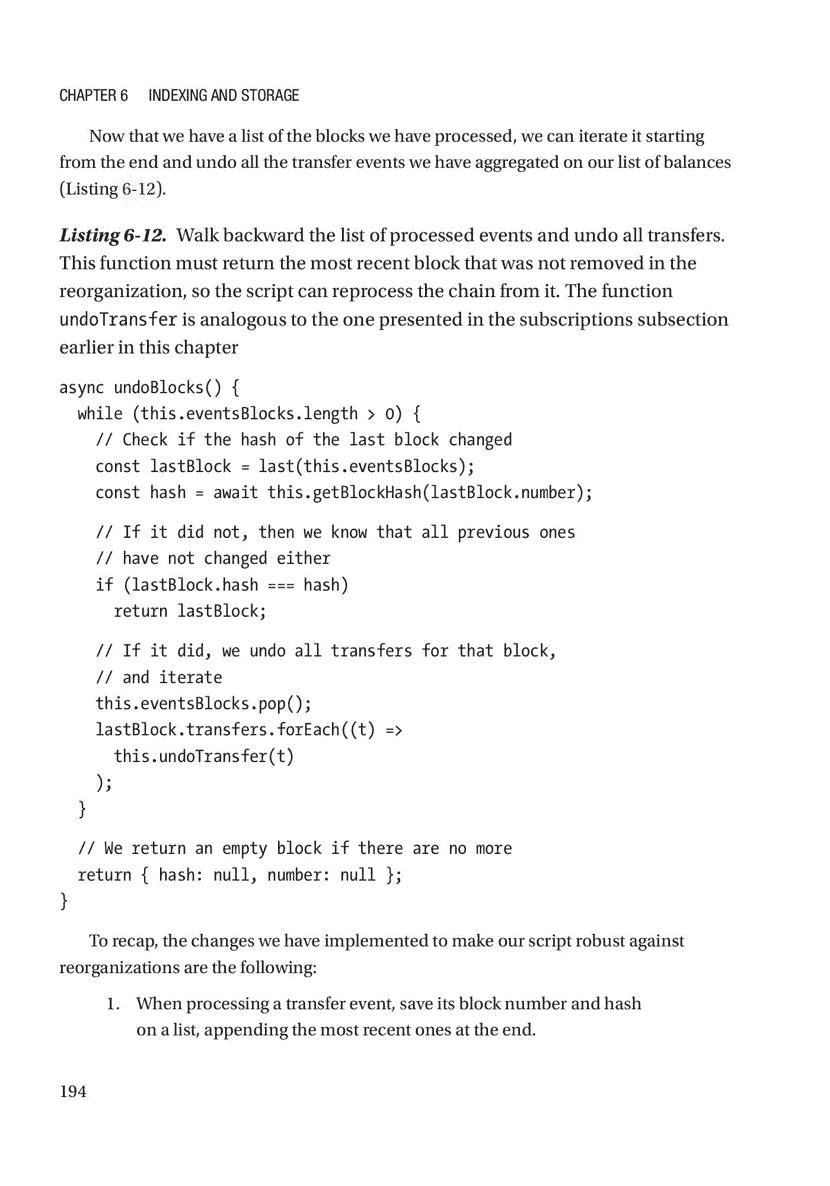 CHAPTER 6 INDEXING AND STORAGE
Now that we have a list of the blocks we have processed, we can iterate it starting
from the end and undo all the transfer events we have aggregated on our list of balances
(Listing 6-12).
Listing 6-12. Walk backward the list of processed events and undo all transfers.
This function must return the most recent block that was not removed in the
reorganization, so the script can reprocess the chain from it. The function
undoTransfer is analogous to the one presented in the subscriptions subsection
earlier in this chapter
async undoBlocks() {
  while (this.eventsBlocks.length > 0) {
    // Check if the hash of the last block changed
    const lastBlock = last(this.eventsBlocks);
    const hash = await this.getBlockHash(lastBlock.number);
    // If it did not, then we know that all previous ones
    // have not changed either
    if (lastBlock.hash === hash)
      return lastBlock;
    // If it did, we undo all transfers for that block,
    // and iterate
    this.eventsBlocks.pop();
    lastBlock.transfers.forEach((t) =>
      this.undoTransfer(t)
    );
  }
  // We return an empty block if there are no more
  return { hash: null, number: null };
}
To recap, the changes we have implemented to make our script robust against
reorganizations are the following:
1. When processing a transfer event, save its block number and hash
on a list, appending the most recent ones at the end.
194